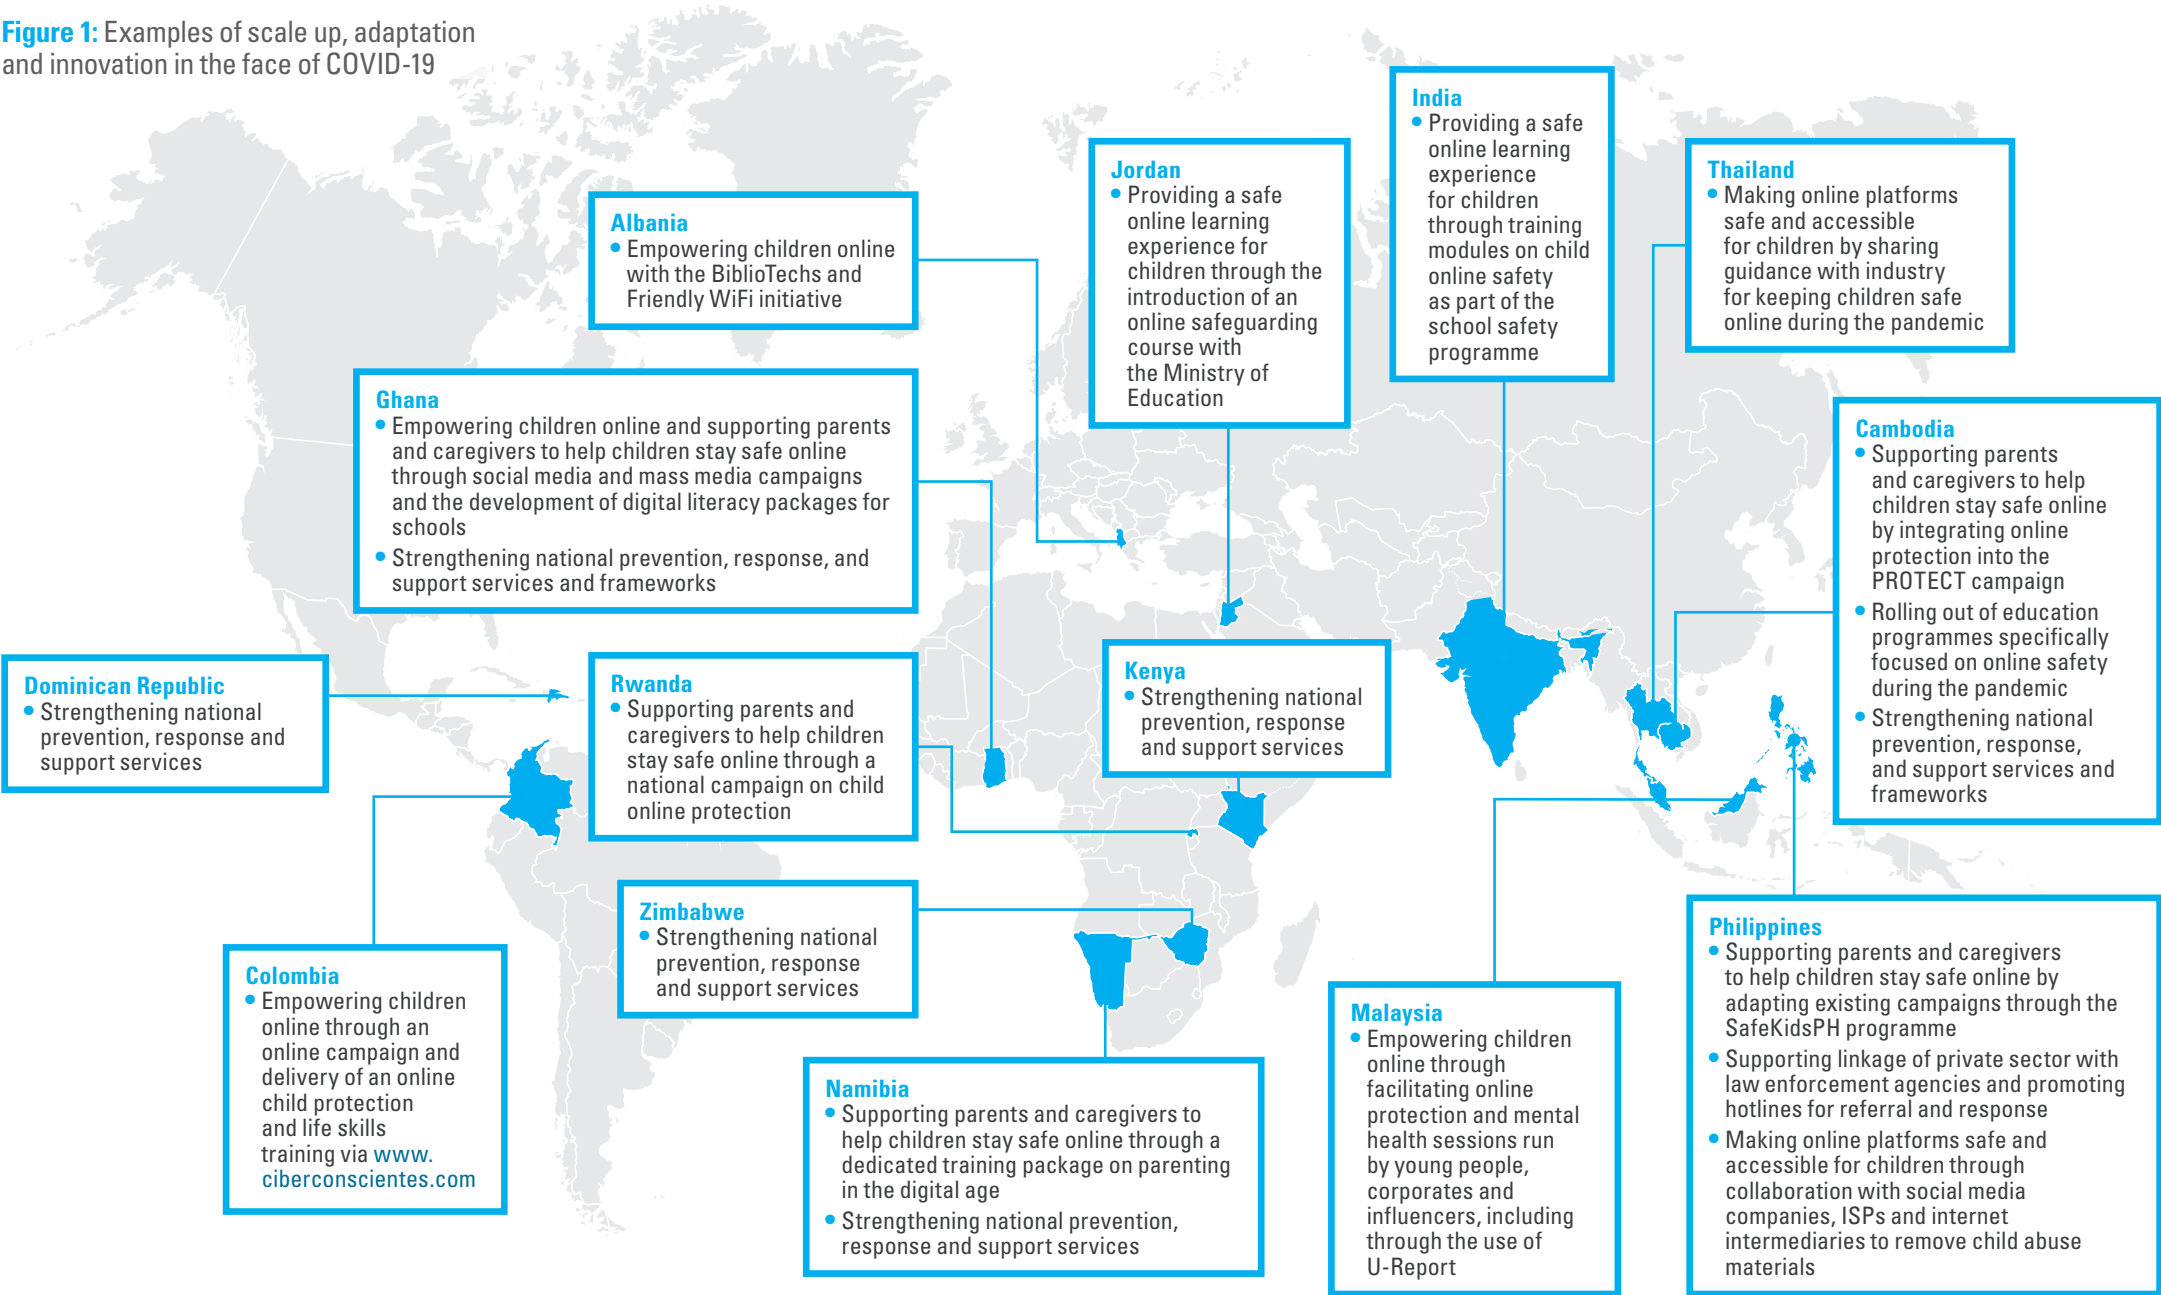 Figure 1: Examples of scale up, adaptation
and innovation in the face of COVID-19
Albania
• Empowering children online
with the BiblioTechs and
Friendly WiFi initiative
Jordan
• Providing a safe
online learning
experience for
children through the
introduction of an
online safeguarding
course with
the Ministry of
Education
India
• Providing a safe
online learning
experience
for children
through training
modules on child
online safety
as part of the
school safety
programme
Thailand
• Making online platforms
safe and accessible
for children by sharing
guidance with industry
for keeping children safe
online during the pandemic
Ghana
• Empowering children online and supporting parents
and caregivers to help children stay safe online
through social media and mass media campaigns
and the development of digital literacy packages for
schools
• Strengthening national prevention, response, and
support services and frameworks
Cambodia
• Supporting parents
and caregivers to help
children stay safe online
by integrating online
protection into the
PROTECT campaign
• Rolling out of education
programmes specifically
focused on online safety
during the pandemic
• Strengthening national
prevention, response,
and support services and
frameworks
Dominican Republic
• Strengthening national
prevention, response and
support services
Rwanda
• Supporting parents and
caregivers to help children
stay safe online through a
national campaign on child
online protection
Kenya
• Strengthening national
prevention, response
and support services
Zimbabwe
• Strengthening national
prevention, response
and support services
Colombia
• Empowering children
online through an
online campaign and
delivery of an online
child protection
and life skills
training via www.
ciberconscientes.com
Namibia
• Supporting parents and caregivers to
help children stay safe online through a
dedicated training package on parenting
in the digital age
• Strengthening national prevention,
response and support services
Malaysia
• Empowering children
online through
facilitating online
protection and mental
health sessions run
by young people,
corporates and
influencers, including
through the use of
U-Report
Philippines
• Supporting parents and caregivers
to help children stay safe online by
adapting existing campaigns through the
SafeKidsPH programme
• Supporting linkage of private sector with
law enforcement agencies and promoting
hotlines for referral and response
• Making online platforms safe and
accessible for children through
collaboration with social media
companies, ISPs and internet
intermediaries to remove child abuse
materials